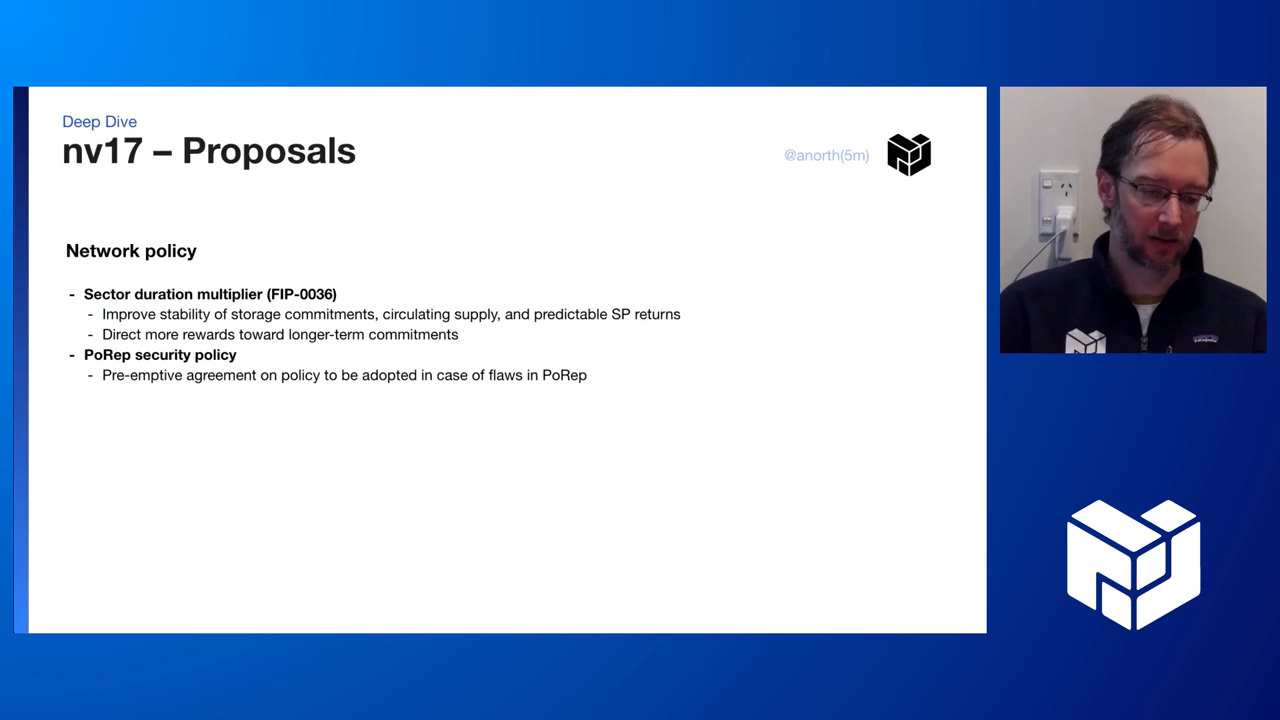 Deep Dive
nv17 – Proposals
@anorth(5m)
Network policy
- Sector duration multiplier (FIP-0036)
- Improve stability of storage commitments, circulating supply, and predictable SP returns
- Direct more rewards toward longer-term commitments
- PoRep security policy
- Pre-emptive agreement on policy to be adopted in case of flaws in PoRep